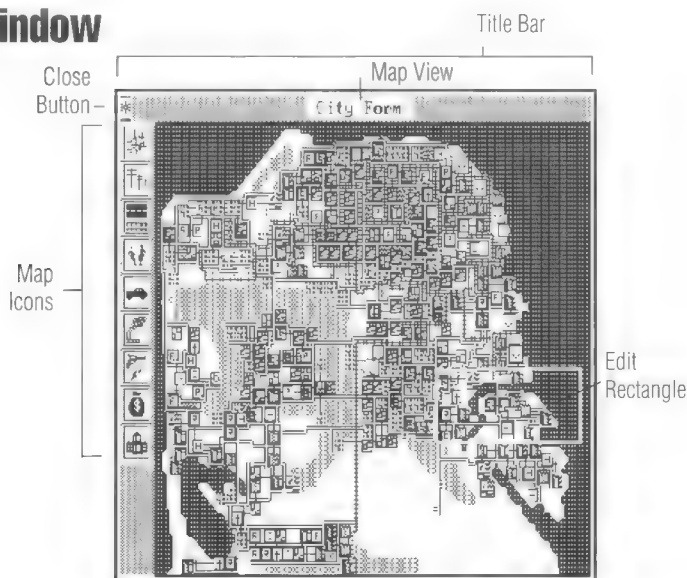 indow
Title Bar
Close
Button
Map View
City Form
Map
Icons
Edit
Rectangle